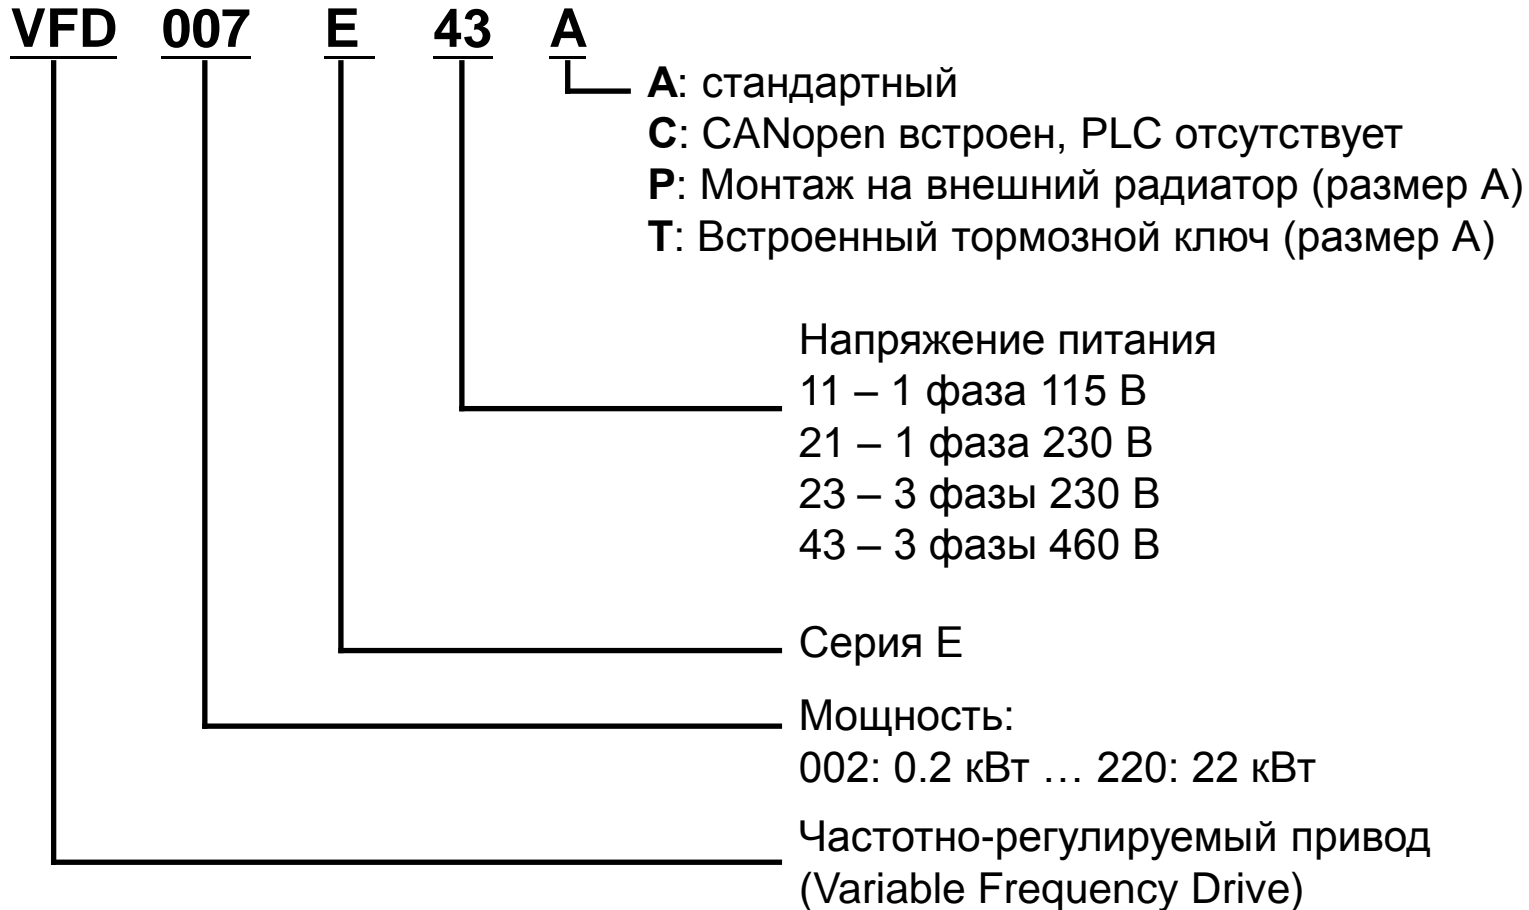 VFD 007 E 43 A
A: стандартный
C: CANopen встроен, PLC отсутствует
P: Монтаж на внешний радиатор (размер А)
T: Встроенный тормозной ключ (размер А)
Напряжение питания
11 – 1 фаза 115 В
21 – 1 фаза 230 В
23 – 3 фазы 230 В
43 – 3 фазы 460 В
Серия Е
Мощность:
002: 0.2 кВт … 220: 22 кВт
Частотно-регулируемый привод
(Variable Frequency Drive)